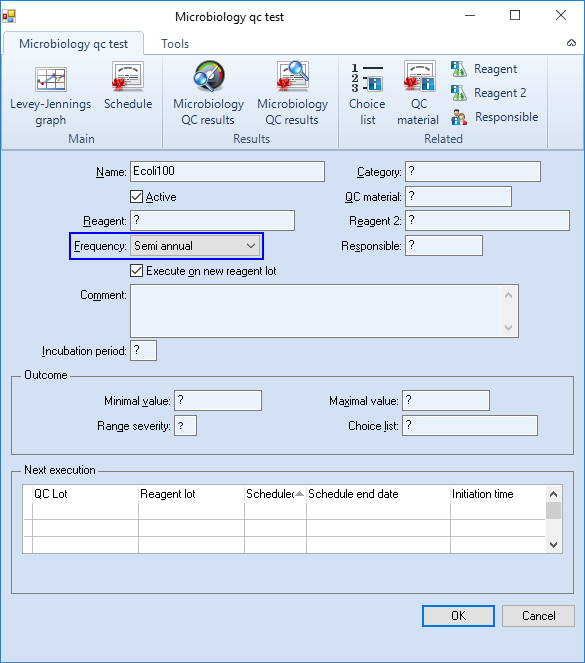 Microbiology qc test
Microbiology qc test Tools
Levey-Jennings graph
Schedule
Main
Microbiology QC results
Microbiology QC results
Results
1
2
3
Choice list
QC material
Reagent
Reagent 2
Responsible
Related
Name: Ecoli100 Category: ?
Active QC material: ?
Reagent: ? Reagent 2: ?
Frequency: Semi annual Responsible: ?
Execute on new reagent lot
Comment:
Incubation period: ?
Outcome
Minimal value: ? Maximal value: ?
Range severity: ? Choice list: ?
Next execution
QC Lot Reagent lot Schedule end date Initiation time
OK Cancel